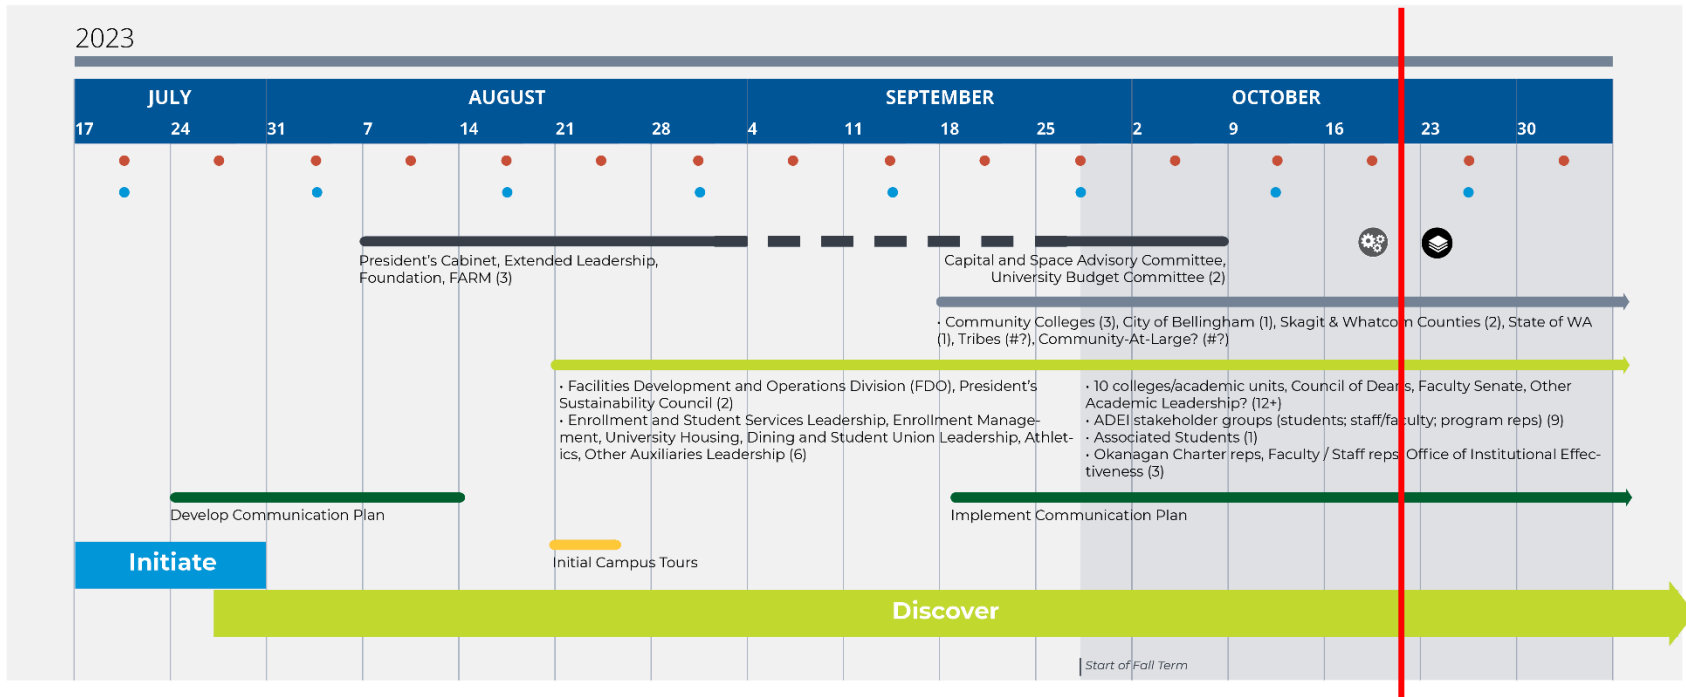 2023
JULY AUGUST SEPTEMBER OCTOBER
17 24 31 7 14 21 28 4 11 18 25 2 9 16 23 30
President's Cabinet, Extended Leadership,
Foundation, FARM (3)
Capital and Space Advisory Committee,
University Budget Committee (2)
• Community Colleges (3), City of Bellingham (1), Skagit & Whatcom Counties (2), State of WA
(1), Tribes (#?), Community-At-Large? (#?)
• Facilities Development and Operations Division (FDO), President's
Sustainability Council (2)
• Enrollment and Student Services Leadership, Enrollment Manage-
ment, University Housing, Dining and Student Union Leadership, Athlet-
ics, Other Auxiliaries Leadership (6)
• 10 colleges/academic units, Council of Deans, Faculty Senate, Other
Academic Leadership? (12+)
• ADEI stakeholder groups (students; staff/faculty; program reps) (9)
• Associated Students (1)
• Okanagan Charter reps, Faculty / Staff reps, Office of Institutional Effec-
tiveness (3)
Develop Communication Plan
Implement Communication Plan
Initiate
Initial Campus Tours
Discover
Start of Fall Term